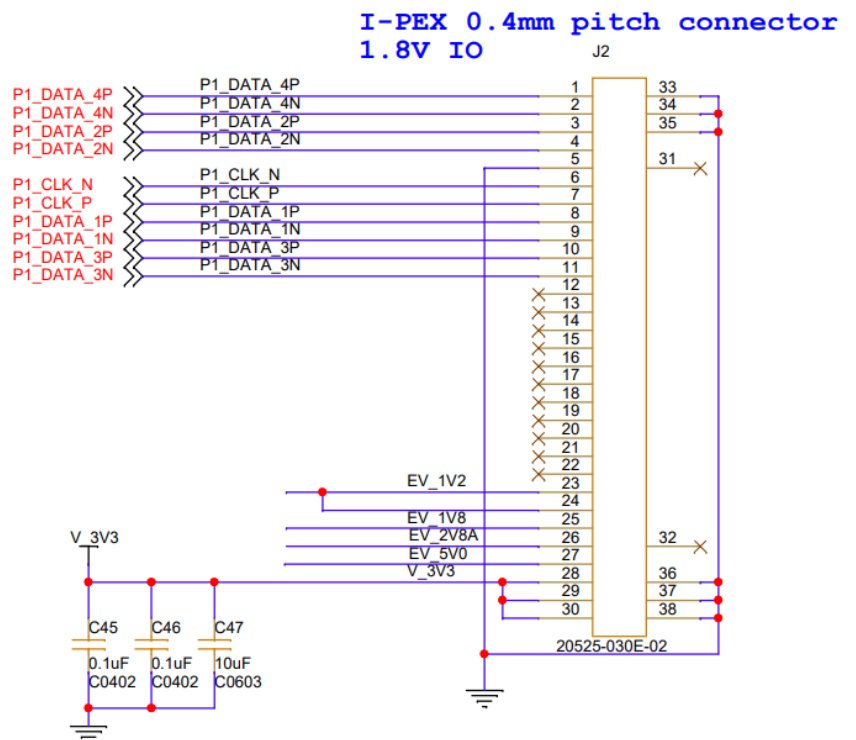 I-PEX 0.4mm pitch connector
1.8V IO
J2
P1_DATA_4P P1_DATA_4P 1 33
P1_DATA_4N P1_DATA_4N 2 34
P1_DATA_2P P1_DATA_2P 3 35
P1_DATA_2N P1_DATA_2N 4
5 31
P1_CLK_N P1_CLK_N 6
P1_CLK_P P1_CLK_P 7
P1_DATA_1P P1_DATA_1P 8
P1_DATA_1N P1_DATA_1N 9
P1_DATA_3P P1_DATA_3P 10
P1_DATA_3N P1_DATA_3N 11
12
13
14
15
16
17
18
19
20
21
22
EV_1V2 23
24
EV_1V8 25
EV_2V8A 26 32
EV_5V0 27
V_3V3 V_3V3 28 36
29 37
30 38
20525-030E-02
C45 C46 C47
0.1uF 0.1uF 10uF
C0402 C0402 C0603